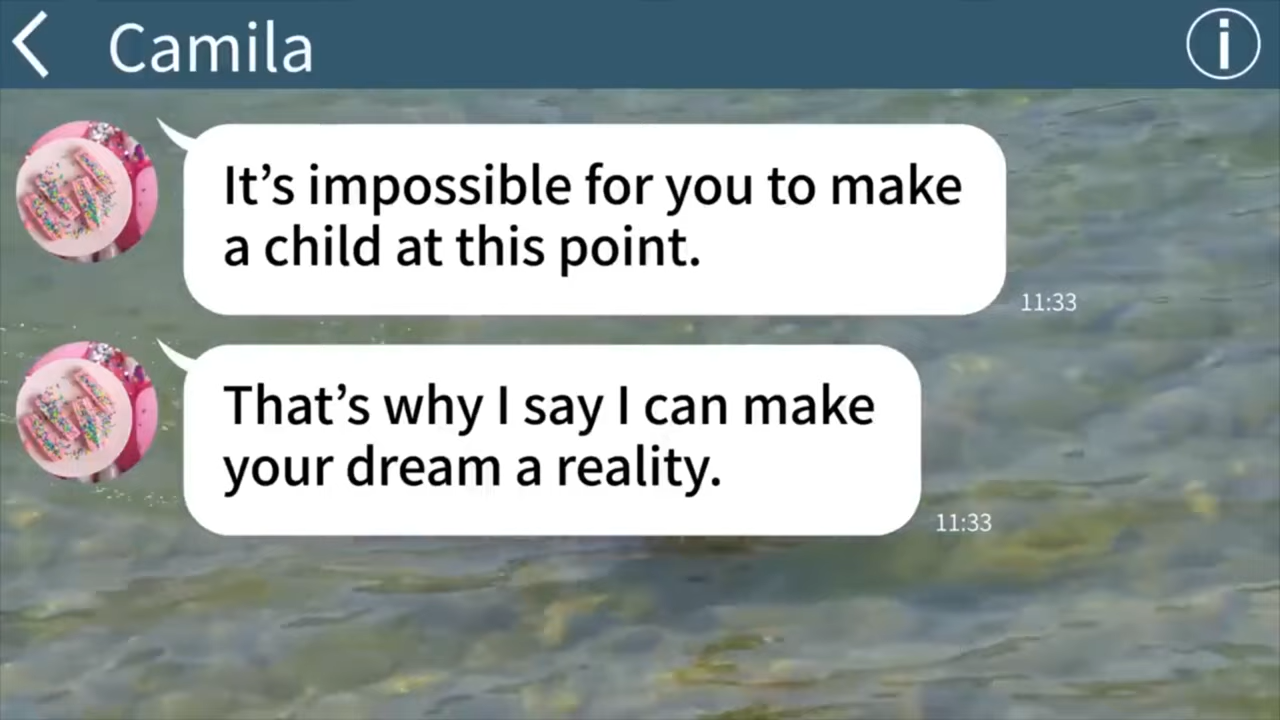 Camila
It’s impossible for you to make
a child at this point.
11:33
That’s why I say I can make
your dream a reality.
11:33